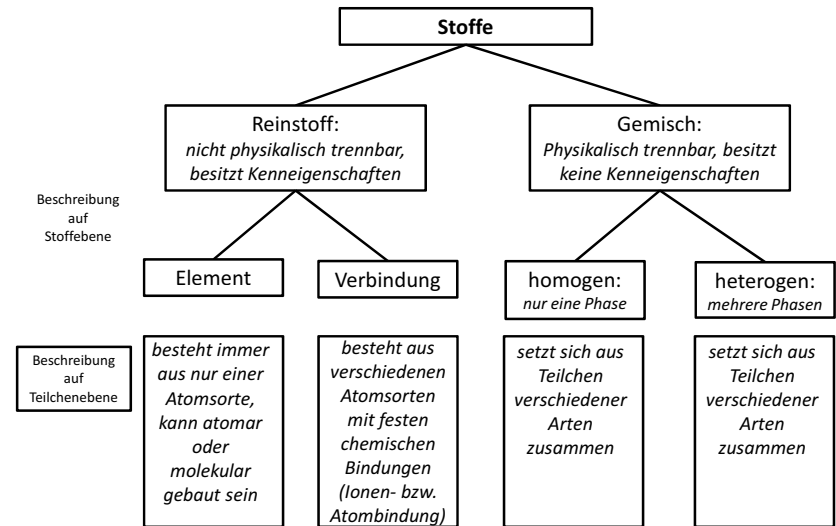 Stoffe
Reinstoff:
nicht physikalisch trennbar,
besitzt Kenneigenschaften
Gemisch:
Physikalisch trennbar, besitzt
keine Kenneigenschaften
Beschreibung
auf
Stoffebene
Element
Verbindung
homogen:
nur eine Phase
heterogen:
mehrere Phasen
Beschreibung
auf
Teilchenebene
besteht immer
aus nur einer
Atomsorte,
kann atomar
oder
molekular
gebaut sein
besteht aus
verschiedenen
Atomsorten
mit festen
chemischen
Bindungen
(Ionen- bzw.
Atombindung)
setzt sich aus
Teilchen
verschiedener
Arten
zusammen
setzt sich aus
Teilchen
verschiedener
Arten
zusammen